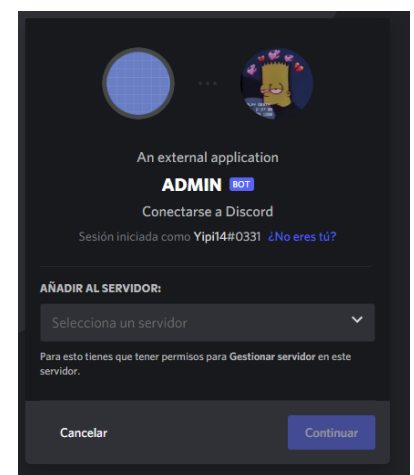 An external application
ADMIN BOT
Conectarse a Discord
Sesión iniciada como Yipi14#0331 ¿No eres tú?
AÑADIR AL SERVIDOR:
Selecciona un servidor
Para esto tienes que tener permisos para Gestionar servidor en este
servidor.
Cancelar
Continuar